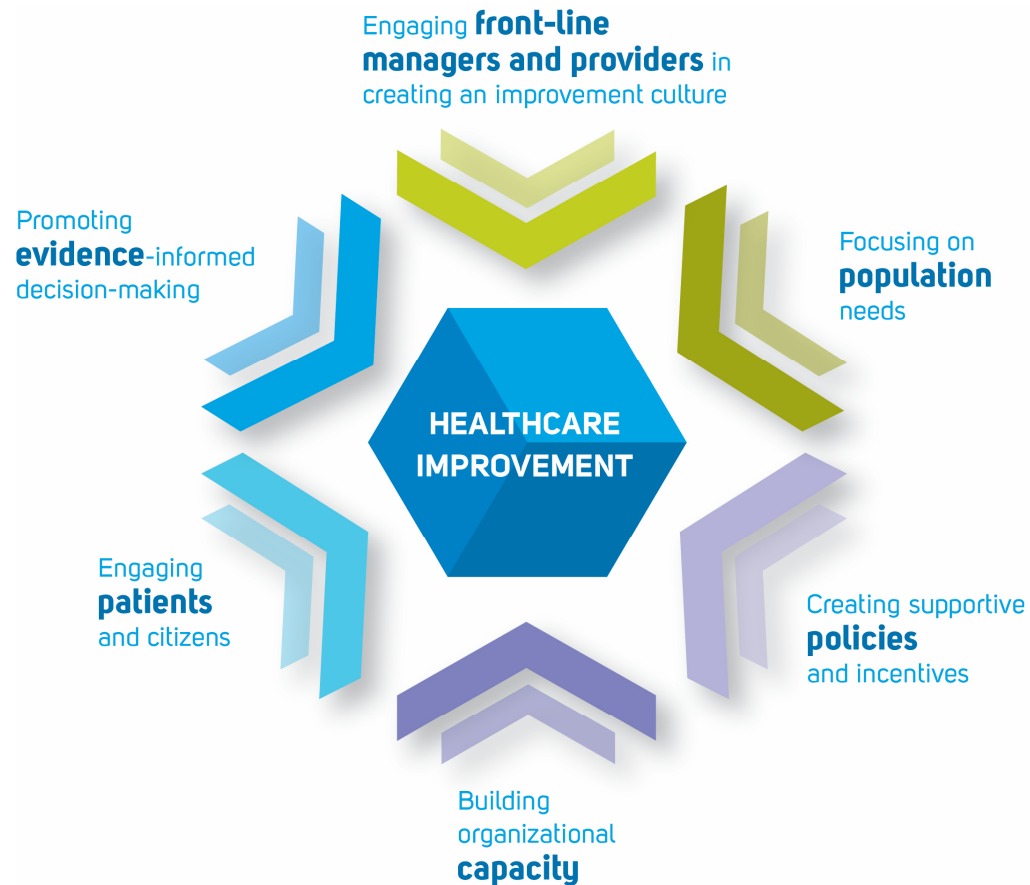 Engaging front-line
managers and providers in
creating an improvement culture
Promoting
evidence-informed
decision-making
Focusing on
population
needs
HEALTHCARE
IMPROVEMENT
Engaging
patients
and citizens
Creating supportive
policies
and incentives
Building
organizational
capacity